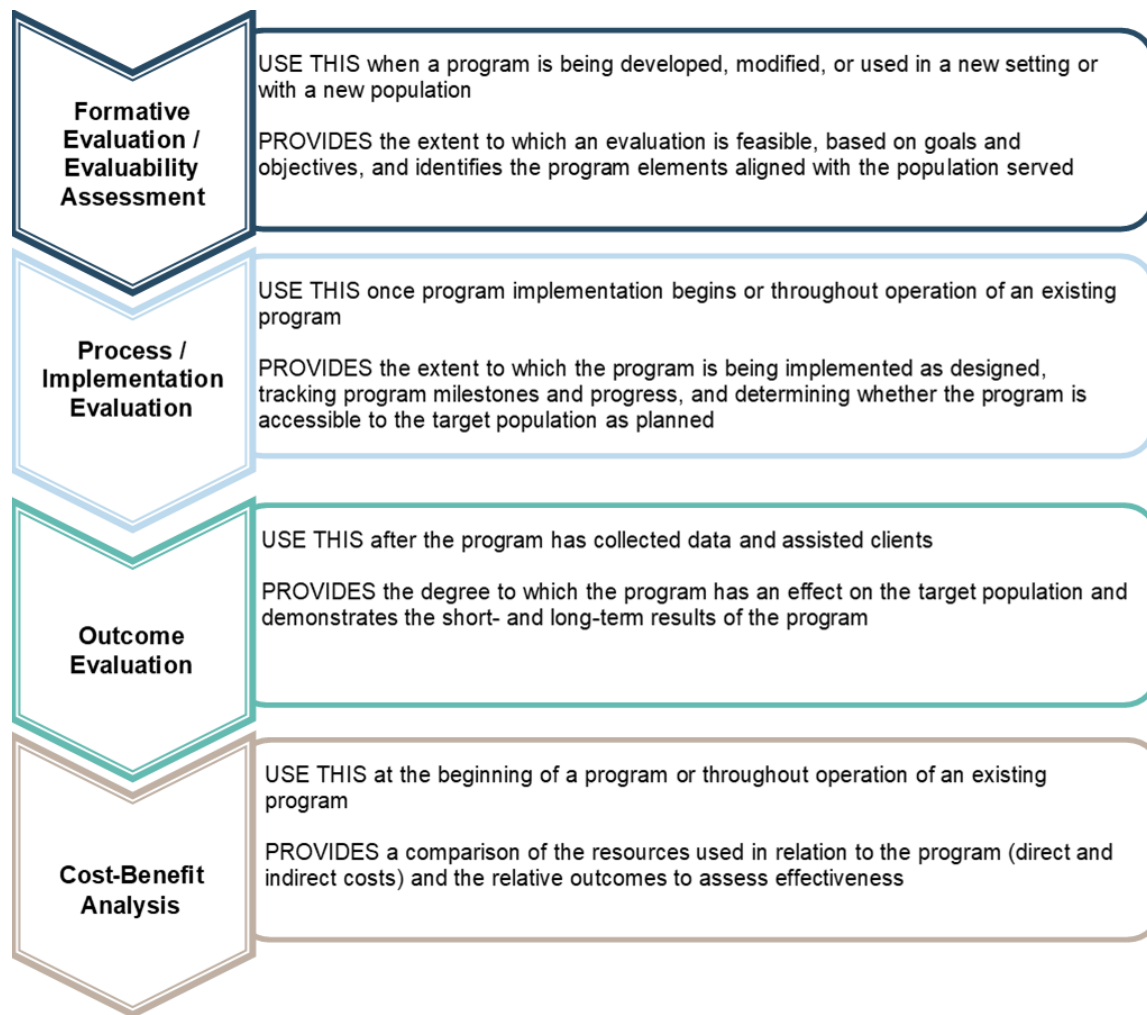 Formative
Evaluation /
Evaluability
Assessment
USE THIS when a program is being developed, modified, or used in a new setting or
with a new population
PROVIDES the extent to which an evaluation is feasible, based on goals and
objectives, and identifies the program elements aligned with the population served
Process /
Implementation
Evaluation
USE THIS once program implementation begins or throughout operation of an existing
program
PROVIDES the extent to which the program is being implemented as designed,
tracking program milestones and progress, and determining whether the program is
accessible to the target population as planned
Outcome
Evaluation
USE THIS after the program has collected data and assisted clients
PROVIDES the degree to which the program has an effect on the target population and
demonstrates the short- and long-term results of the program
Cost-Benefit
Analysis
USE THIS at the beginning of a program or throughout operation of an existing
program
PROVIDES a comparison of the resources used in relation to the program (direct and
indirect costs) and the relative outcomes to assess effectiveness